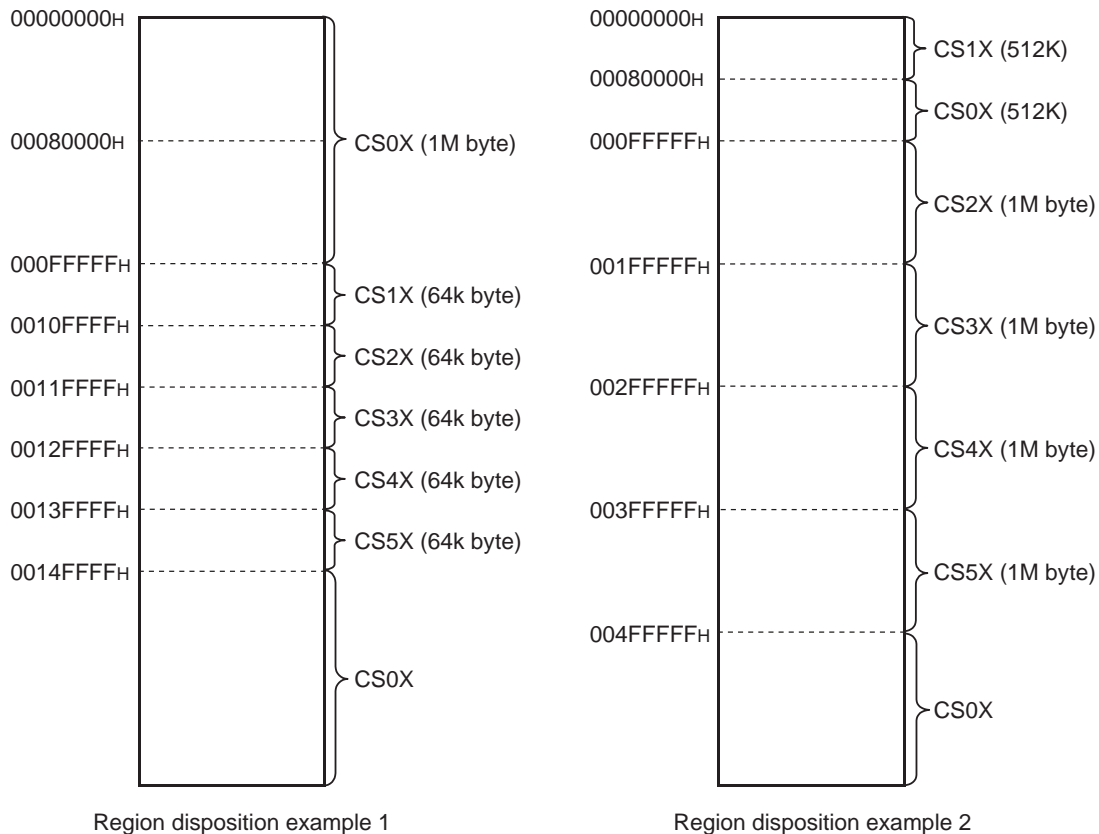 00000000H
00080000H
CS0X (1M byte)
000FFFFFH
CS1X (64k byte)
0010FFFFH
CS2X (64k byte)
0011FFFFH
CS3X (64k byte)
0012FFFFH
CS4X (64k byte)
0013FFFFH
CS5X (64k byte)
0014FFFFH
CS0X
Region disposition example 1
00000000H
CS1X (512K)
00080000H
CS0X (512K)
000FFFFFH
CS2X (1M byte)
001FFFFFH
CS3X (1M byte)
002FFFFFH
CS4X (1M byte)
003FFFFFH
CS5X (1M byte)
004FFFFFH
CS0X
Region disposition example 2